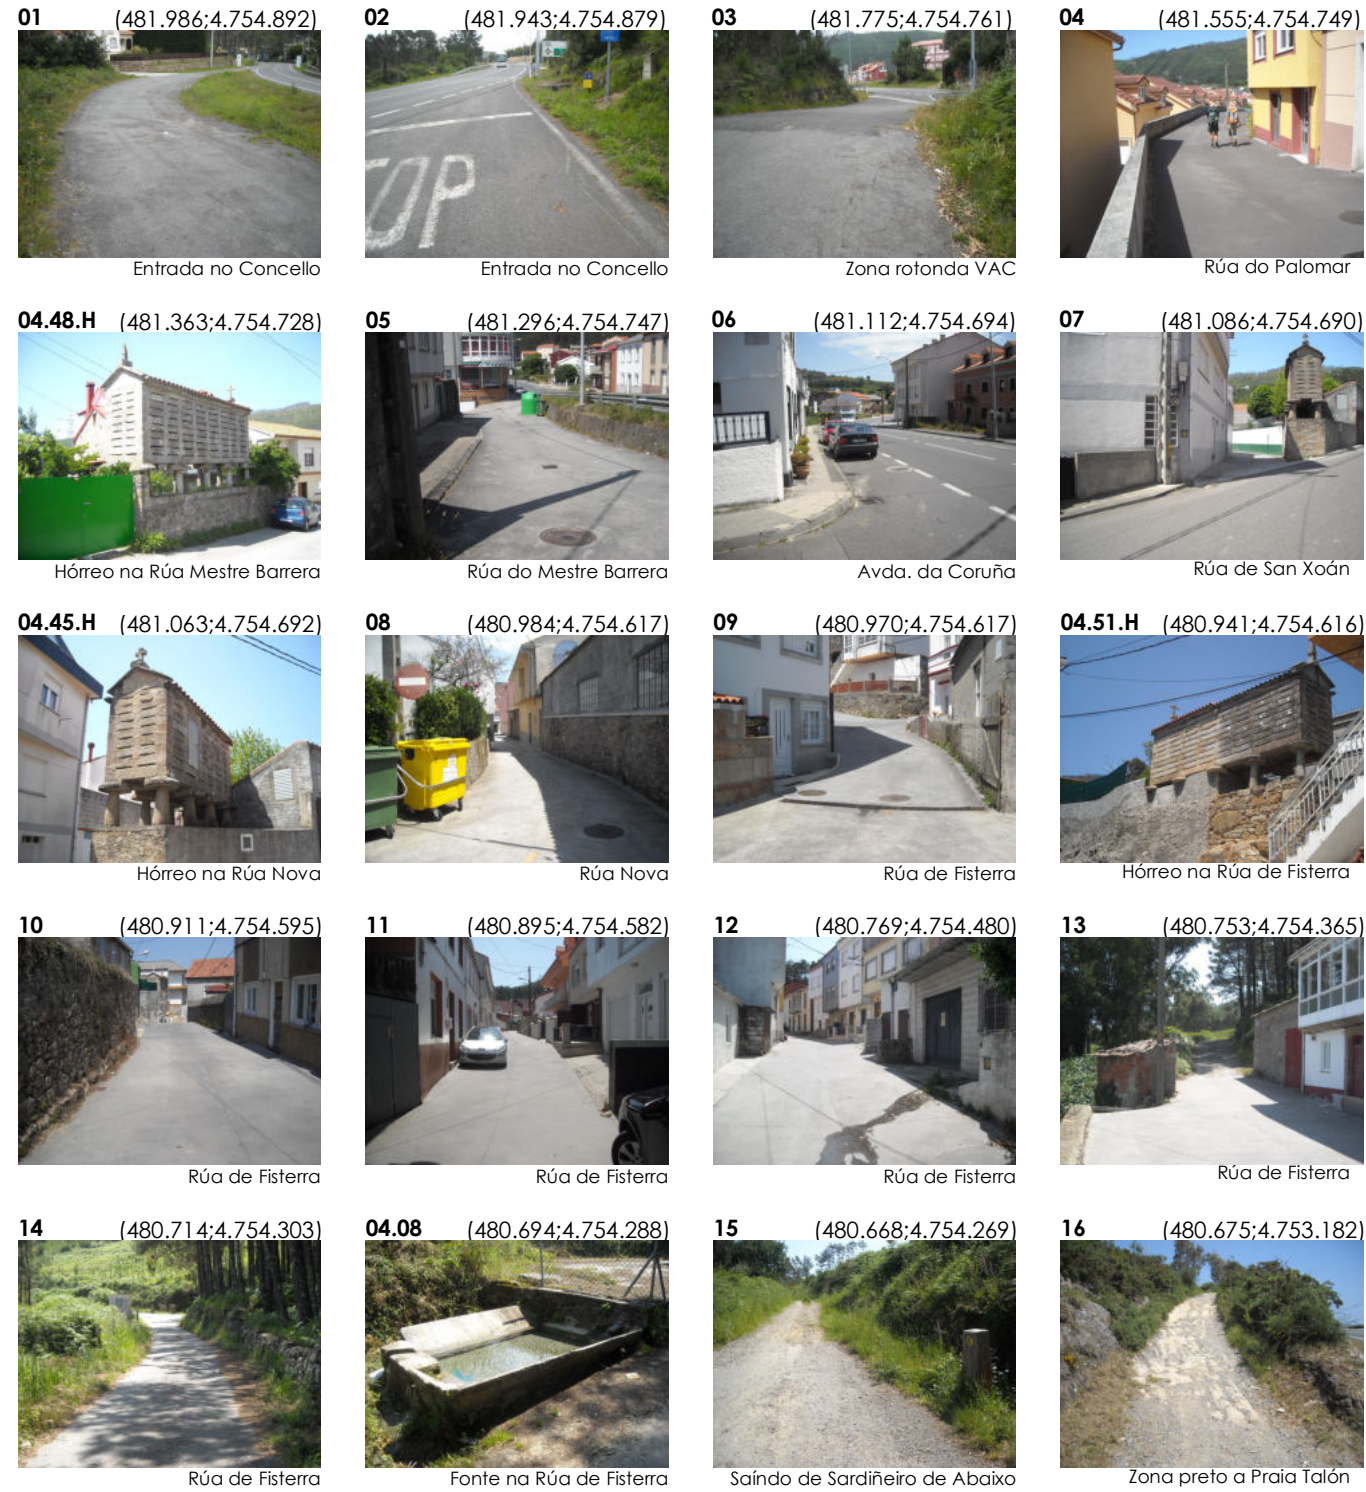 01 (481.986;4.754.892)
02 (481.943;4.754.879)
03 (481.775;4.754.761)
04 (481.555;4.754.749)
TOP
Entrada no Concello
Entrada no Concello
Zona rotonda VAC
Rúa do Palomar
04.48.H (481.363;4.754.728)
05 (481.296;4.754.747)
06 (481.112;4.754.694)
07 (481.086;4.754.690)
Hórreo na Rúa Mestre Barrera
Rúa do Mestre Barrera
Avda. da Coruña
Rúa de San Xoán
04.45.H (481.063;4.754.692)
08 (480.984;4.754.617)
09 (480.970;4.754.617)
04.51.H (480.941;4.754.616)
Hórreo na Rúa Nova
Rúa Nova
Rúa de Fisterra
Hórreo na Rúa de Fisterra
10 (480.911;4.754.595)
11 (480.895;4.754.582)
12 (480.769;4.754.480)
13 (480.753;4.754.365)
Rúa de Fisterra
Rúa de Fisterra
Rúa de Fisterra
Rúa de Fisterra
14 (480.714;4.754.303)
04.08 (480.694;4.754.288)
15 (480.668;4.754.269)
16 (480.675;4.753.182)
Rúa de Fisterra
Fonte na Rúa de Fisterra
Saíndo de Sardiñeiro de Abaixo
Zona preto a Praia Talón